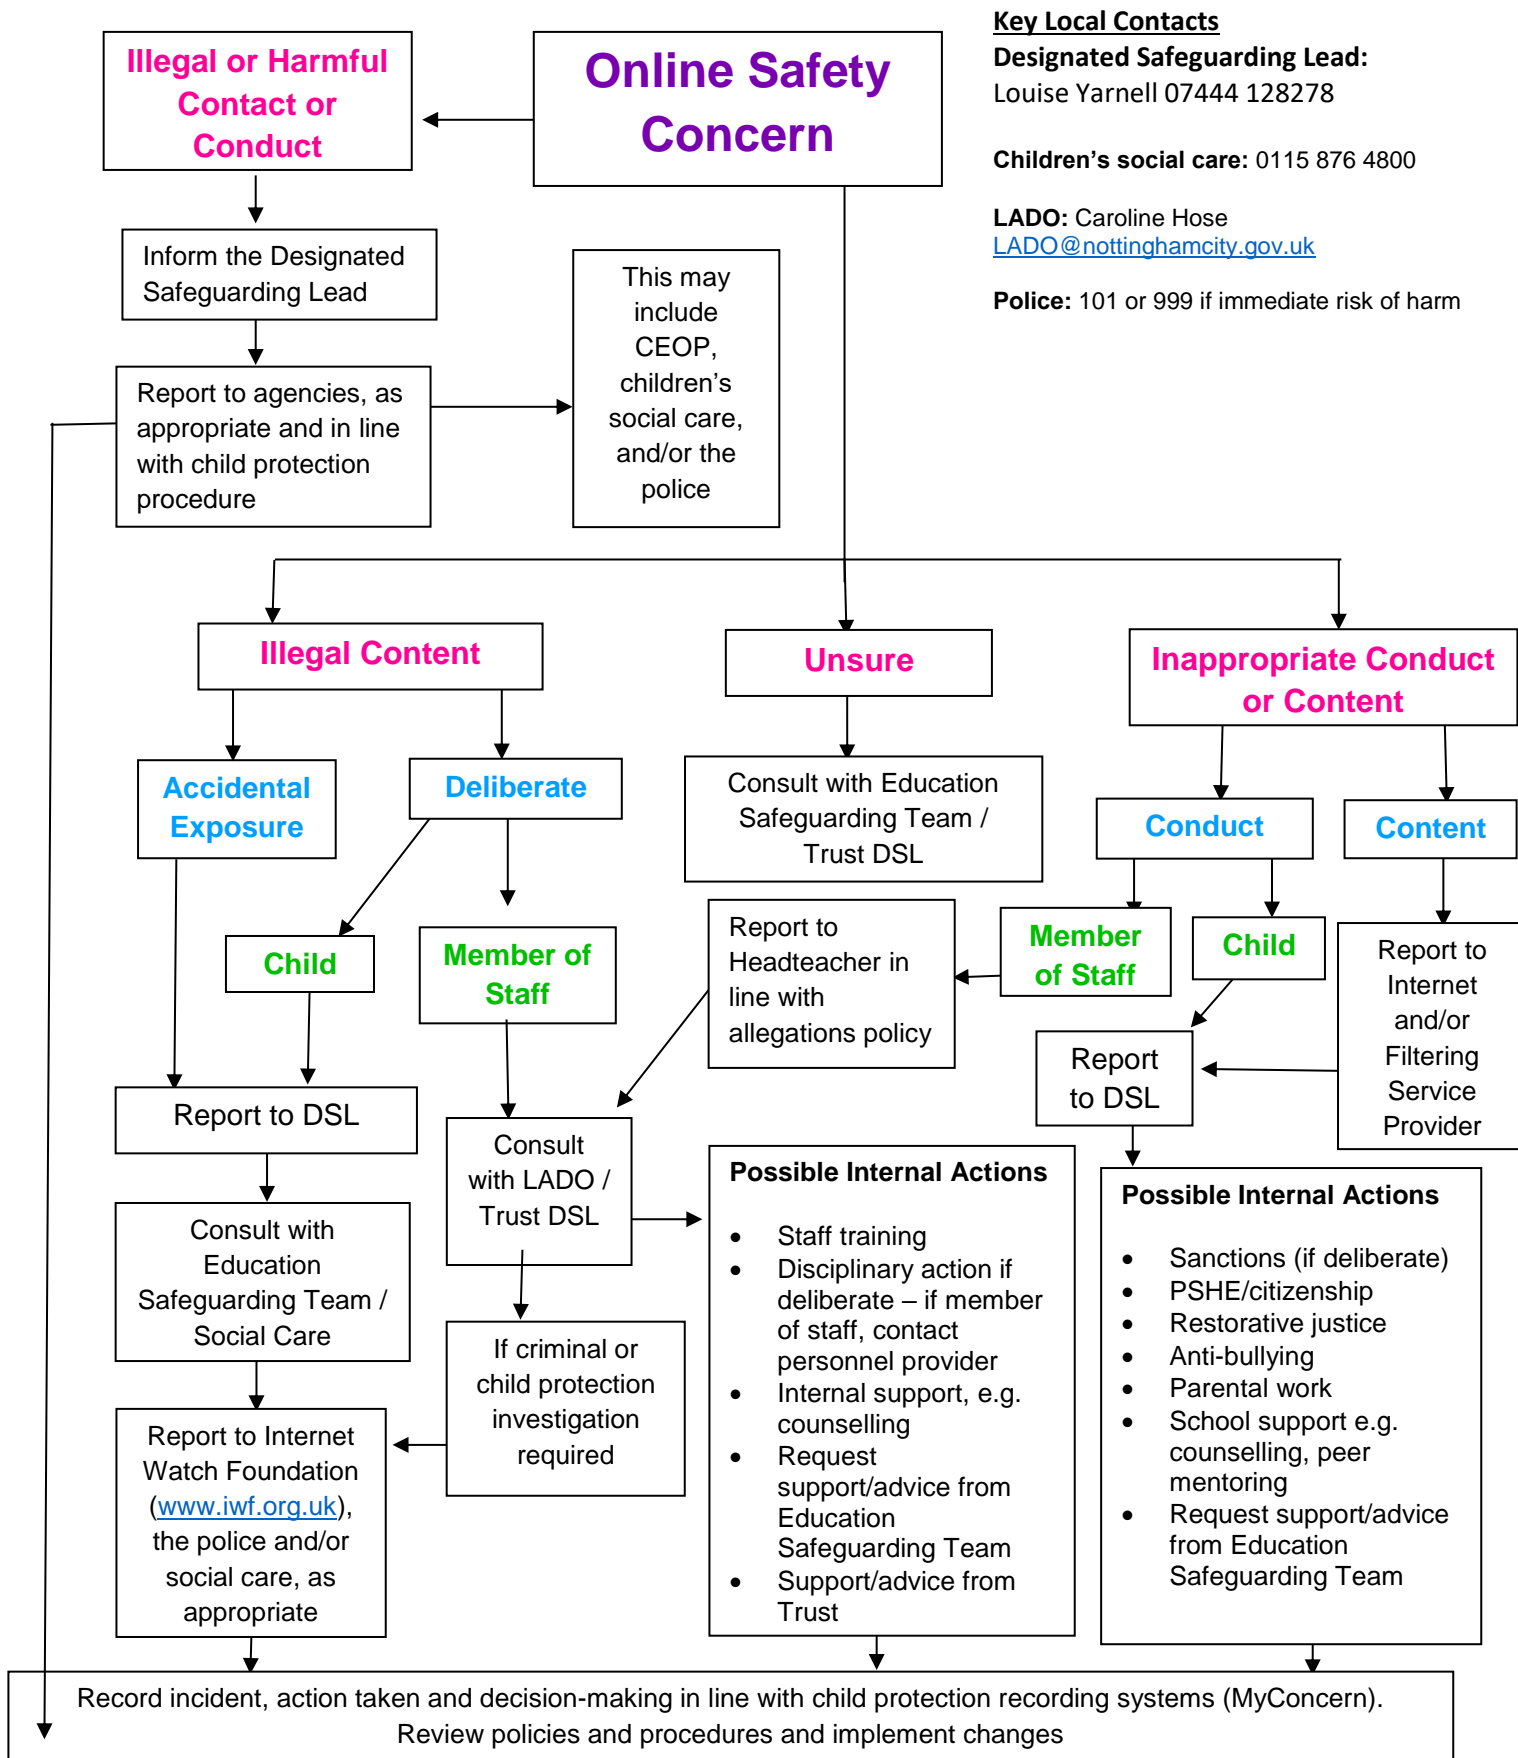 Key Local Contacts
Designated Safeguarding Lead:
Louise Yarnell 07444 128278
Children’s social care: 0115 876 4800
LADO: Caroline Hose
LADO@nottinghamcity.gov.uk
Police: 101 or 999 if immediate risk of harm
Online Safety
Concern
Illegal or Harmful
Contact or
Conduct
Inform the Designated
Safeguarding Lead
Report to agencies, as
appropriate and in line
with child protection
procedure
This may
include
CEOP,
children’s
social care,
and/or the
police
Illegal Content
Unsure
Inappropriate Conduct
or Content
Accidental
Exposure
Deliberate
Consult with Education
Safeguarding Team /
Trust DSL
Conduct
Content
Child
Member of
Staff
Report to
Headteacher in
line with
allegations policy
Member
of Staff
Child
Report to
Internet
and/or
Filtering
Service
Provider
Report to DSL
Consult
with LADO /
Trust DSL
Report
to DSL
Consult with
Education
Safeguarding Team /
Social Care
If criminal or
child protection
investigation
required
Report to Internet
Watch Foundation
(www.iwf.org.uk),
the police and/or
social care, as
appropriate
Possible Internal Actions
• Staff training
• Disciplinary action if
deliberate – if member
of staff, contact
personnel provider
• Internal support, e.g.
counselling
• Request
support/advice from
Education
Safeguarding Team
• Support/advice from
Trust
Possible Internal Actions
• Sanctions (if deliberate)
• PSHE/citizenship
• Restorative justice
• Anti-bullying
• Parental work
• School support e.g.
counselling, peer
mentoring
• Request support/advice
from Education
Safeguarding Team
Record incident, action taken and decision-making in line with child protection recording systems (MyConcern).
Review policies and procedures and implement changes